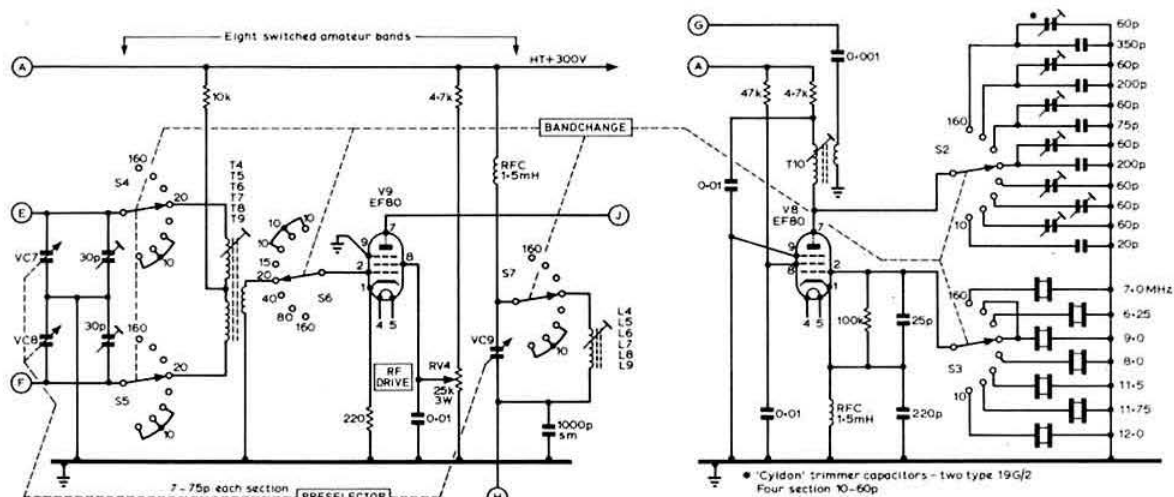 Eight switched amateur bands
A
HT+300V
10k
4·7k
BANDCHANGE
RFC
1·5mH
160
S4
20
T4
T5
T6
T7
T8
T9
E
VC7
30p
10
10
10
10
15
20
40
80
160
S6
V9
EF80
7
9
2
8
1
4 5
J
160
S7
10
L4
L5
L6
L7
L8
L9
30p
VC8
160
20
F
S5
10
RF
DRIVE
RV4
25k
3W
220
0·01
VC9
1000p
sm
7-75p each section
PRESELECTOR
H
G
A
0·001
47k
4·7k
T10
0·01
V8
EF80
7
9
8
2
1
4 5
100k
25p
0·01
RFC
1·5mH
220p
160
S2
10
* 60p
350p
60p
200p
60p
75p
60p
200p
60p
60p
60p
20p
160
S3
10
7·0MHz
6·25
9·0
8·0
11·5
11·75
12·0
* 'Cyldon' trimmer capacitors - two type 19G/2
Four section 10-60p